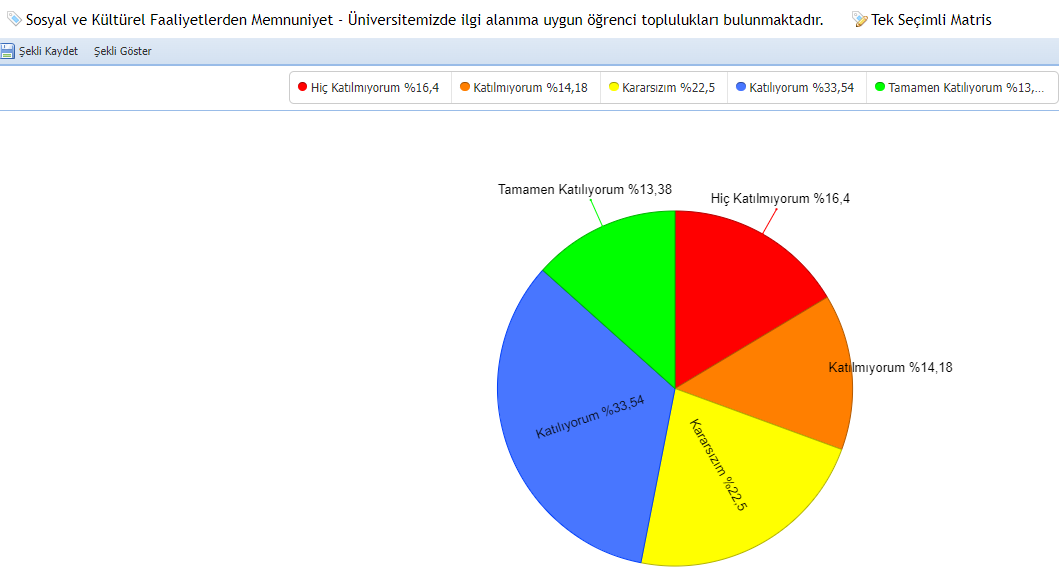 Sosyal ve Kültürel Faaliyetlerden Memnuniyet - Üniversitemizde ilgi alanıma uygun öğrenci toplulukları bulunmaktadır. Tek Seçimli Matris
Şekli Kaydet Şekli Göster
Hiç Katılmıyorum %16,4 Katılmıyorum %14,18 Kararsızım %22,5 Katılıyorum %33,54 Tamamen Katılıyorum %13,...
Tamamen Katılıyorum %13,38
Hiç Katılmıyorum %16,4
Katılmıyorum %14,18
Katılıyorum %33,54
Kararsızım %22,5